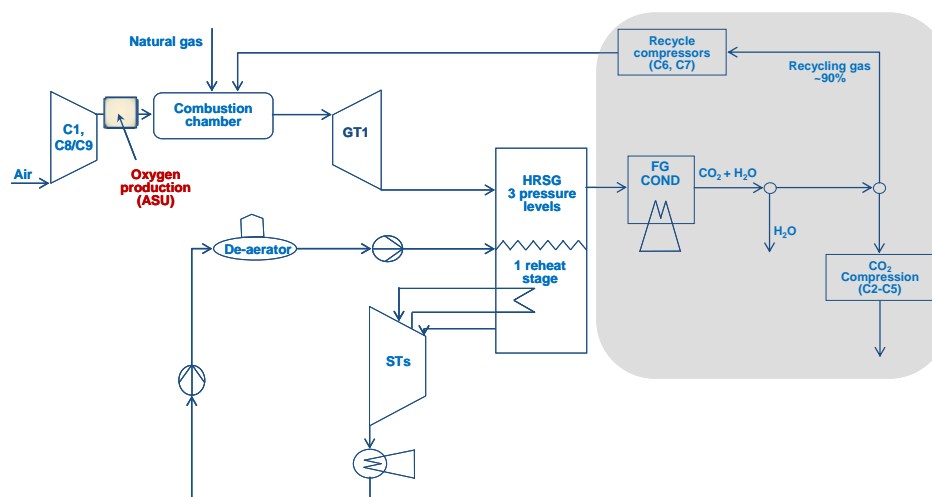 Natural gas
Recycle
compressors
(C6, C7)
Recycling gas
~90%
Combustion
chamber
C1,
C8/C9
GT1
Air
Oxygen
production
(ASU)
HRSG
3 pressure
levels
FG
COND
CO₂ + H₂O
H₂O
De-aerator
1 reheat
stage
CO₂
Compression
(C2-C5)
STs